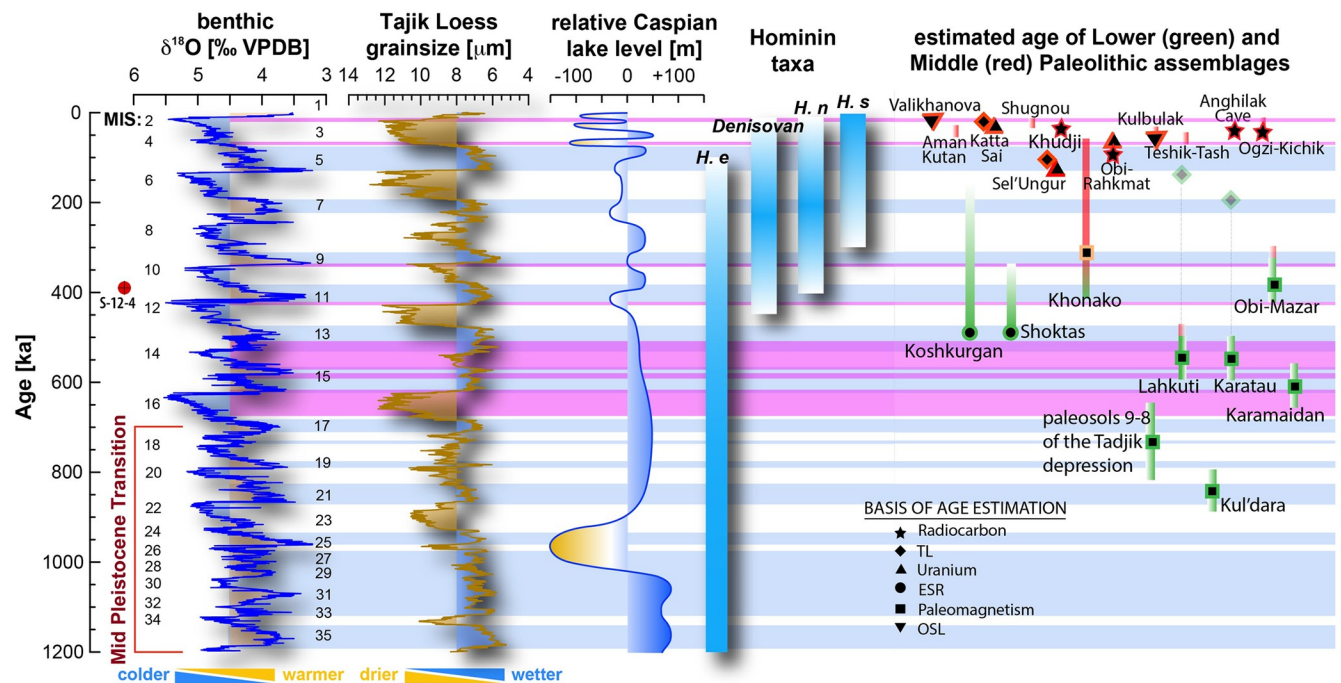 benthic
δ¹⁸O [‰ VPDB]
6 5 4 3
Tajik Loess
grainsize [μm]
14 12 10 8 6 4
relative Caspian
lake level [m]
-100 0 +100
Hominin
taxa
estimated age of Lower (green) and
Middle (red) Paleolithic assemblages
Age [ka]
0
200
400
600
800
1000
1200
MIS:
1
2
3
4
5
6
7
8
9
10
11
12
13
14
15
16
17
18
19
20
21
22
23
24
25
26
27
28
29
30
31
32
33
34
35
S-12-4
Mid Pleistocene Transition
H. e
Denisovan
H. n
H. s
Valikhanova
Aman
Kutan
Katta
Sai
Shugnou
Khudji
Sel'Ungur
Obi-
Rahkmat
Kulbulak
Teshik-Tash
Anghilak
Cave
Ogzi-Kichik
Khonako
Obi-Mazar
Koshkurgan
Shoktas
Lahkuti
Karatau
Karamaidan
paleosols 9-8
of the Tadjik
depression
Kul'dara
BASIS OF AGE ESTIMATION
Radiocarbon
TL
Uranium
ESR
Paleomagnetism
OSL
colder warmer
drier wetter